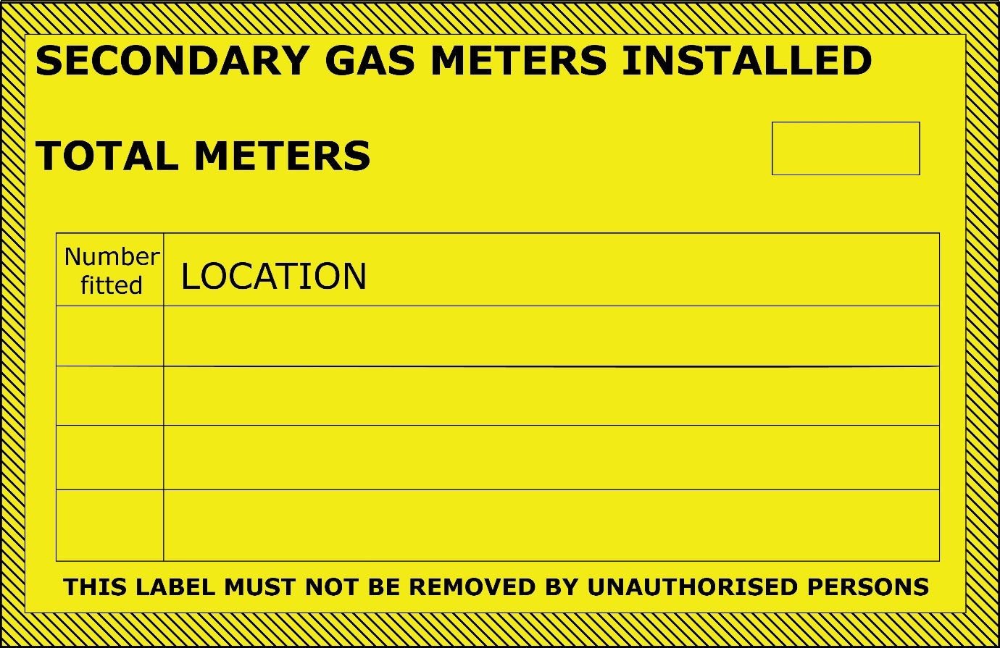 SECONDARY GAS METERS INSTALLED
TOTAL METERS
Number
fitted
LOCATION
THIS LABEL MUST NOT BE REMOVED BY UNAUTHORISED PERSONS